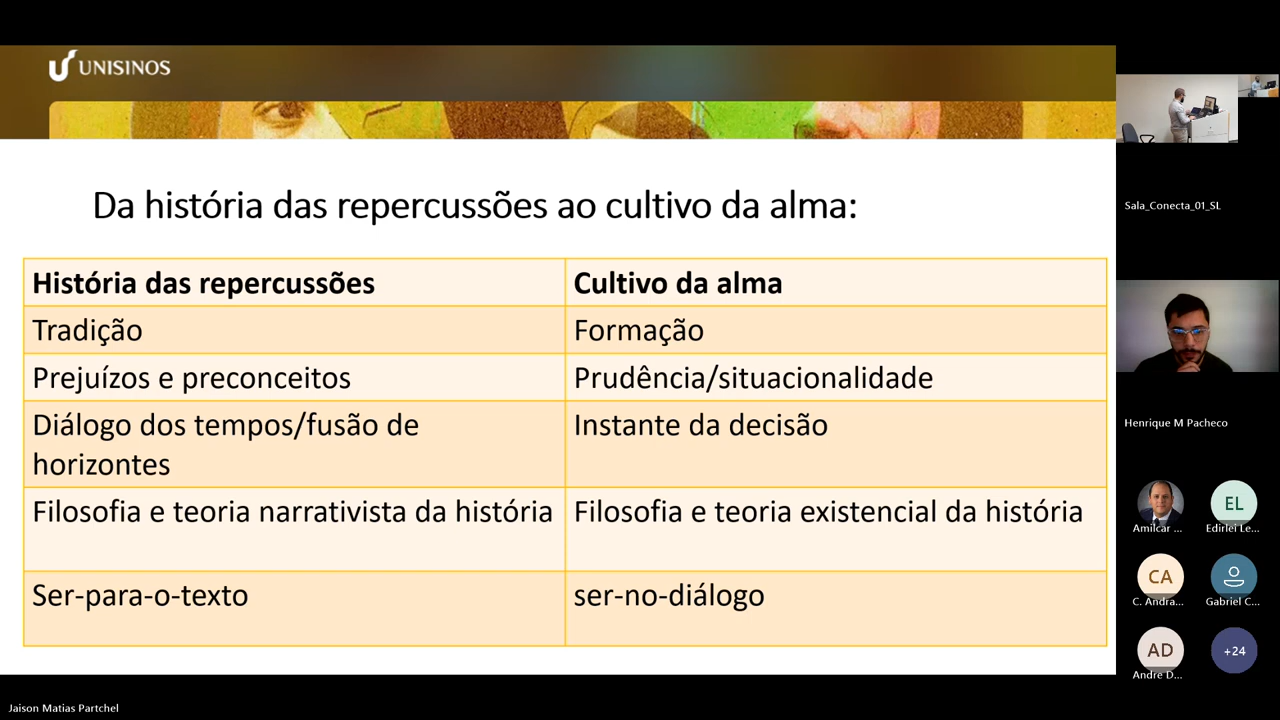 UNISINOS
Da história das repercussões ao cultivo da alma:
História das repercussões
Cultivo da alma
Tradição
Formação
Prejuízos e preconceitos
Prudência/situacionalidade
Diálogo dos tempos/fusão de
horizontes
Instante da decisão
Filosofia e teoria narrativista da história
Filosofia e teoria existencial da história
Ser-para-o-texto
ser-no-diálogo
Sala_Conecta_01_SL
Henrique M Pacheco
Amilcar ...
EL
Edirlei Le...
CA
C. Andra...
Gabriel C...
AD
Andre D...
+24
Jaison Matias Partchel